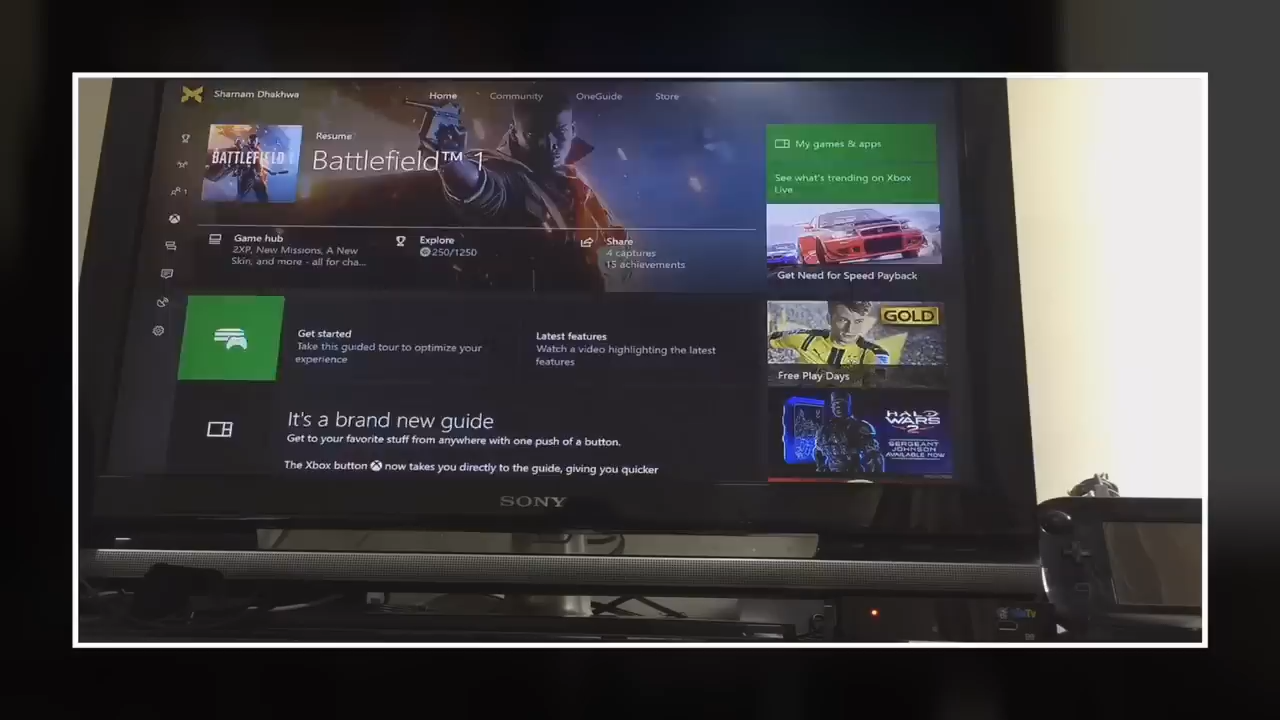 Sharnam Dhakhwa
Home
Community
OneGuide
Store
BATTLEFIELD 1
Resume
Battlefield™ 1
Game hub
2XP, New Missions, A New
Skin, and more - all for cha...
Explore
250/1250
Share
4 captures
15 achievements
1
My games & apps
See what's trending on Xbox
Live
Get Need for Speed Payback
GOLD
Free Play Days
HALO
WARS
2
SERGEANT
JOHNSON
AVAILABLE NOW
Get started
Take this guided tour to optimize your
experience
Latest features
Watch a video highlighting the latest
features
It's a brand new guide
Get to your favorite stuff from anywhere with one push of a button.
The Xbox button now takes you directly to the guide, giving you quicker
SONY